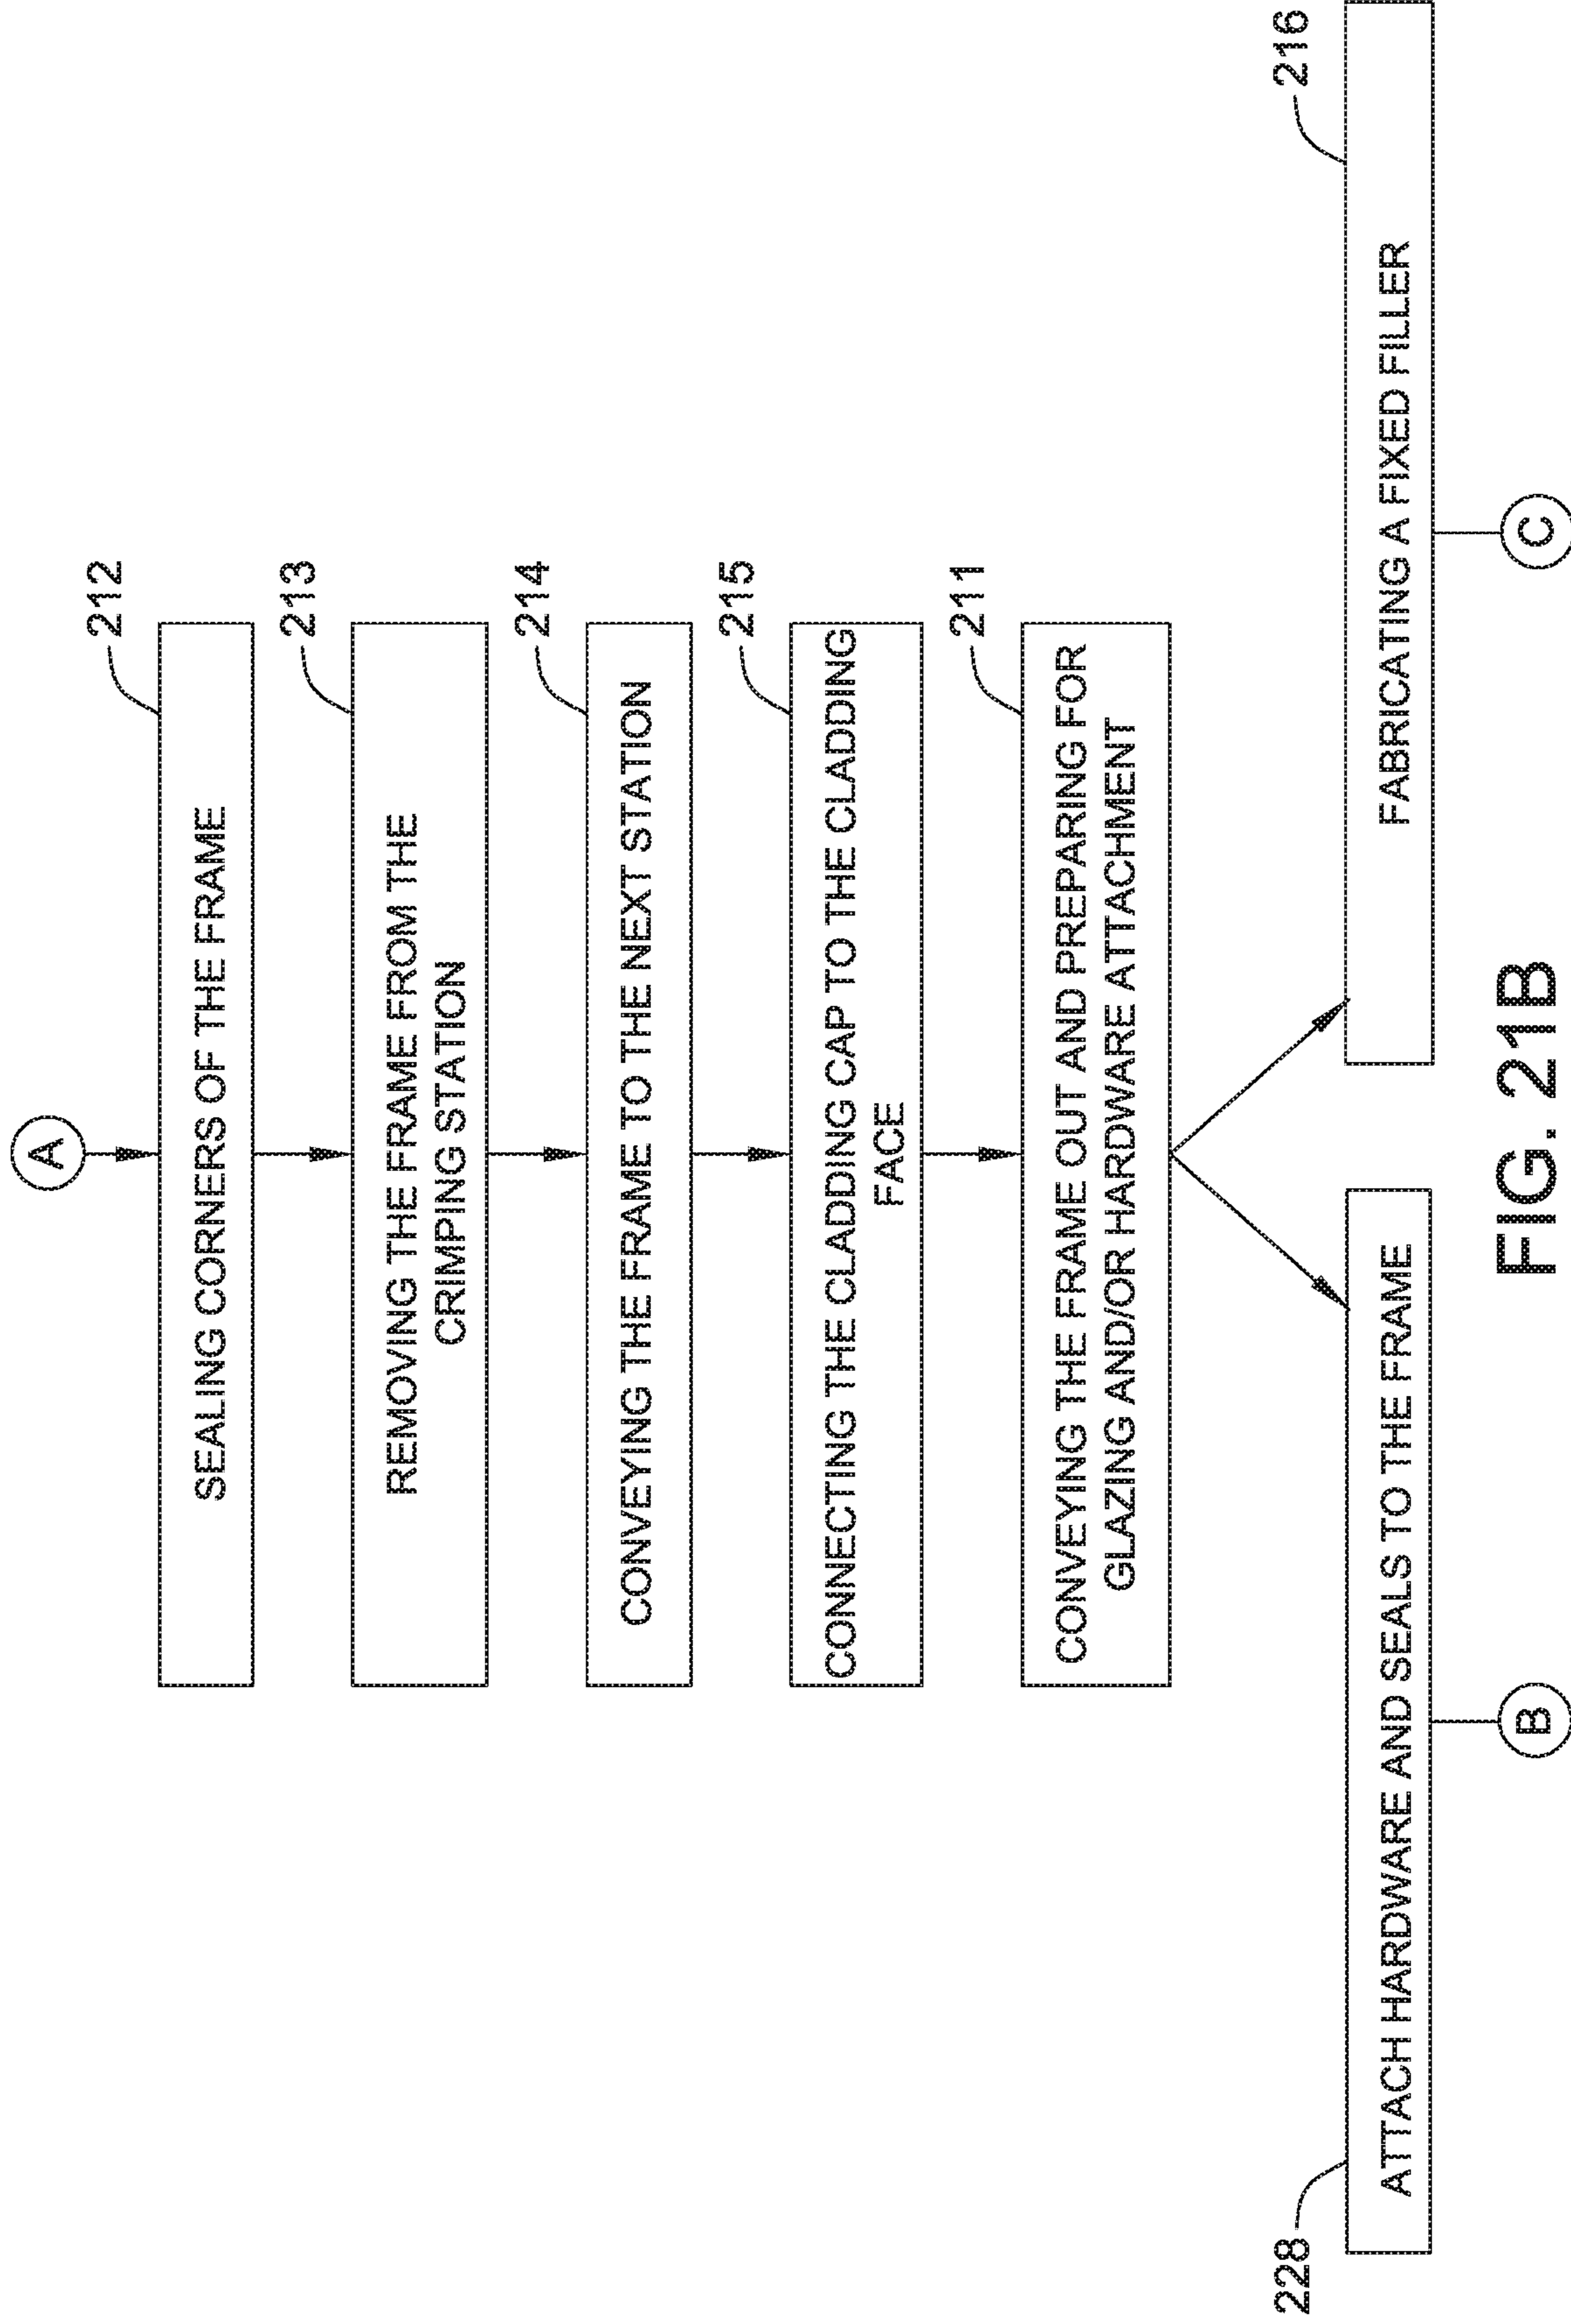 A
212
SEALING CORNERS OF THE FRAME
213
REMOVING THE FRAME FROM THE
CRIMPING STATION
214
CONVEYING THE FRAME TO THE NEXT STATION
215
CONNECTING THE CLADDING CAP TO THE CLADDING
FACE
211
CONVEYING THE FRAME OUT AND PREPARING FOR
GLAZING AND/OR HARDWARE ATTACHMENT
228
ATTACH HARDWARE AND SEALS TO THE FRAME
216
FABRICATING A FIXED FILLER
B
C
FIG. 21B